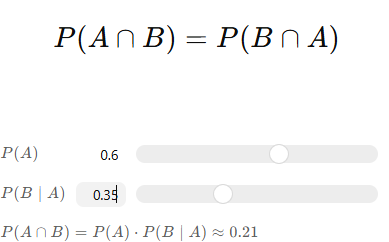 P(A ∩ B) = P(B ∩ A)
P(A) 0.6
P(B | A) 0.35
P(A ∩ B) = P(A) · P(B | A) ≈ 0.21